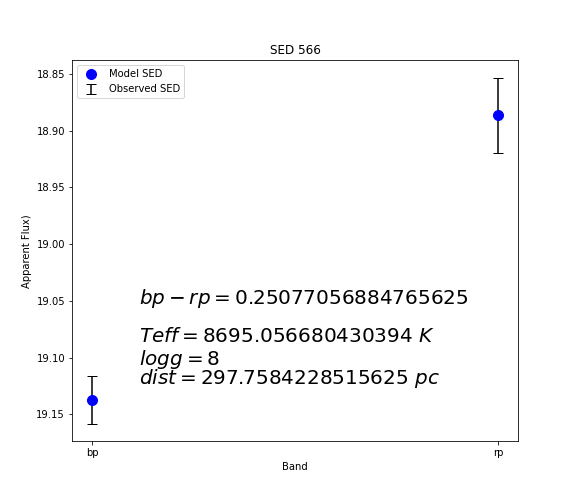 SED 566
Model SED
Observed SED
18.85
18.90
18.95
19.00
19.05
19.10
19.15
Apparent Flux)
bp − rp = 0.25077056884765625
Teff = 8695.056680430394 K
logg = 8
dist = 297.7584228515625 pc
bp
rp
Band